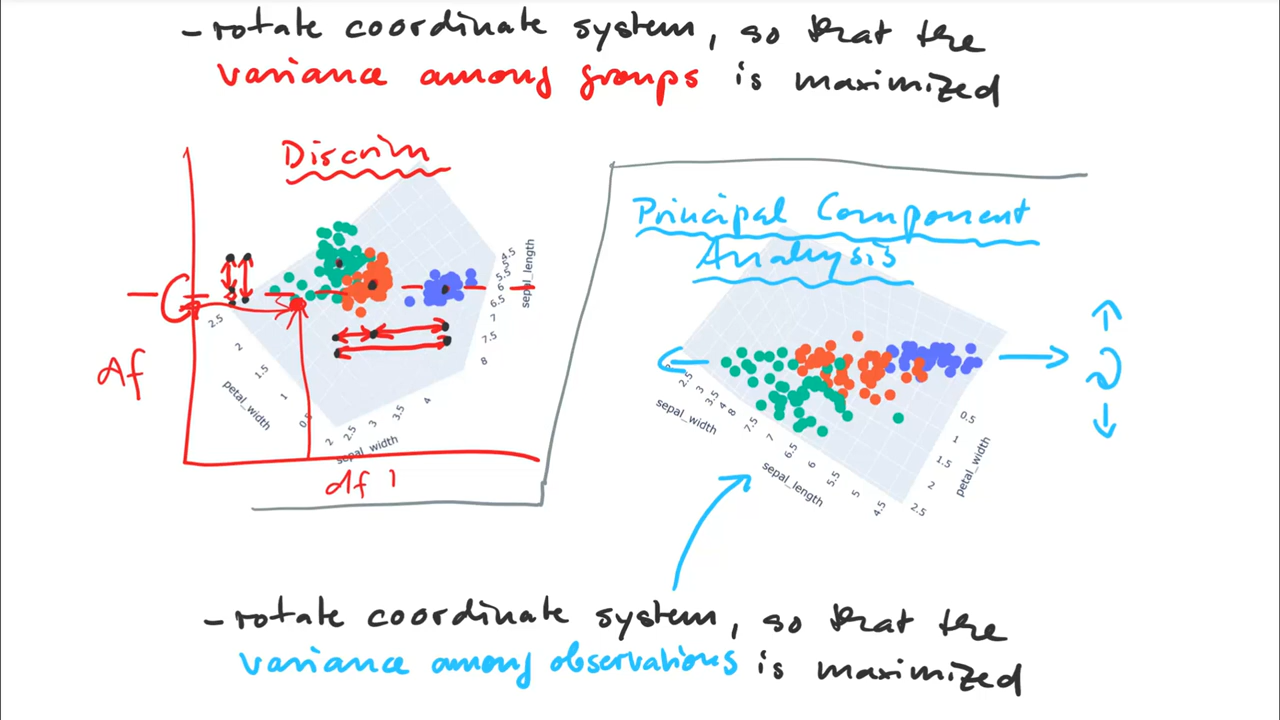 - rotate coordinate system, so that the
variance among groups is maximized
Discrim
Principal Component
Analysis
4.5
5.5
6
6.5
7
7.5
8
sepal_length
2.5
2
1.5
1
0.5
petal_width
2
2.5
3
3.5
4
sepal_width
df
df 1
2.5
3
3.5
4
sepal_width
8
7.5
7
6.5
6
5.5
5
4.5
sepal_length
0.5
1
1.5
2
2.5
petal_width
- rotate coordinate system, so that the
variance among observations is maximized